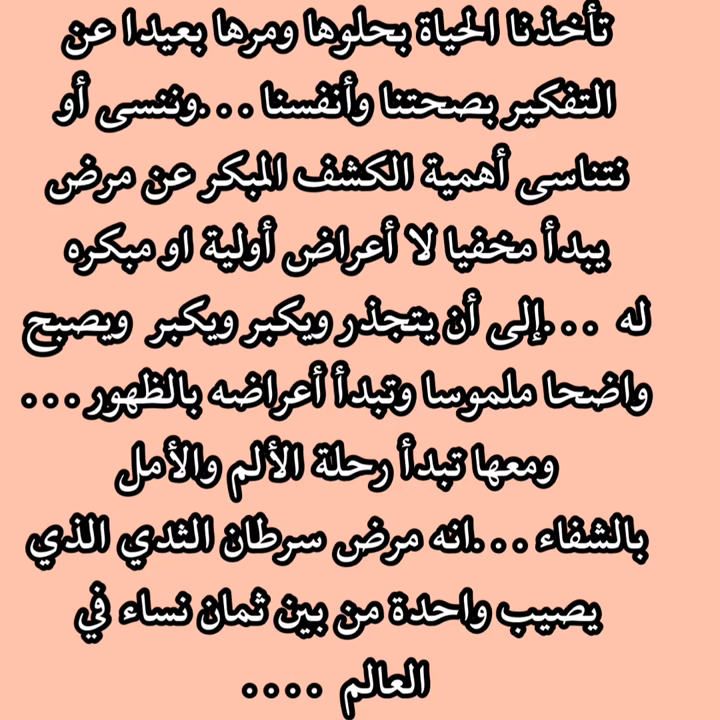 تأخذنا الحياة بحلوها ومرها بعيدا عن
التفكير بصحتنا وأنفسنا ...وننسى أو
نتناسى أهمية الكشف المبكر عن مرض
يبدأ مخفيا لا أعراض أولية او مبكره
له ...إلى أن يتجذر ويكبر ويكبر ويصبح
واضحا ملموسا وتبدأ أعراضه بالظهور ...
ومعها تبدأ رحلة الألم والأمل
بالشفاء ...انه مرض سرطان الثدي الذي
يصيب واحدة من بين ثمان نساء في
العالم ....